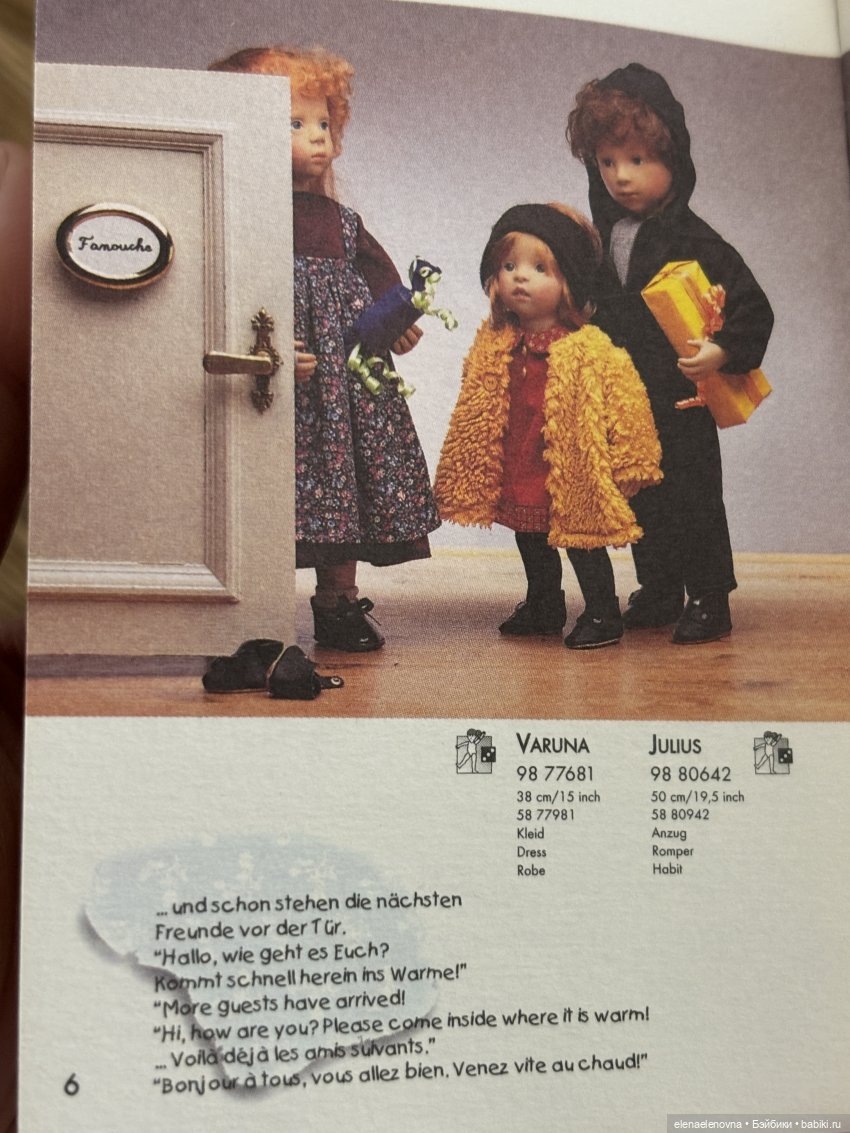 Fanouche
VARUNA
98 77681
38 cm/15 inch
58 77981
Kleid
Dress
Robe
JULIUS
98 80642
50 cm/19,5 inch
58 80942
Anzug
Romper
Habit
... und schon stehen die nächsten
Freunde vor der Tür.
“Hallo, wie geht es Euch?
Kommt schnell herein ins Warme!”
“More guests have arrived!
“Hi, how are you? Please come inside where it is warm!
... Voilà déjà les amis suivants.”
“Bonjour à tous, vous allez bien. Venez vite au chaud!”
6
elenaelenovna • Бэйбики • babiki.ru